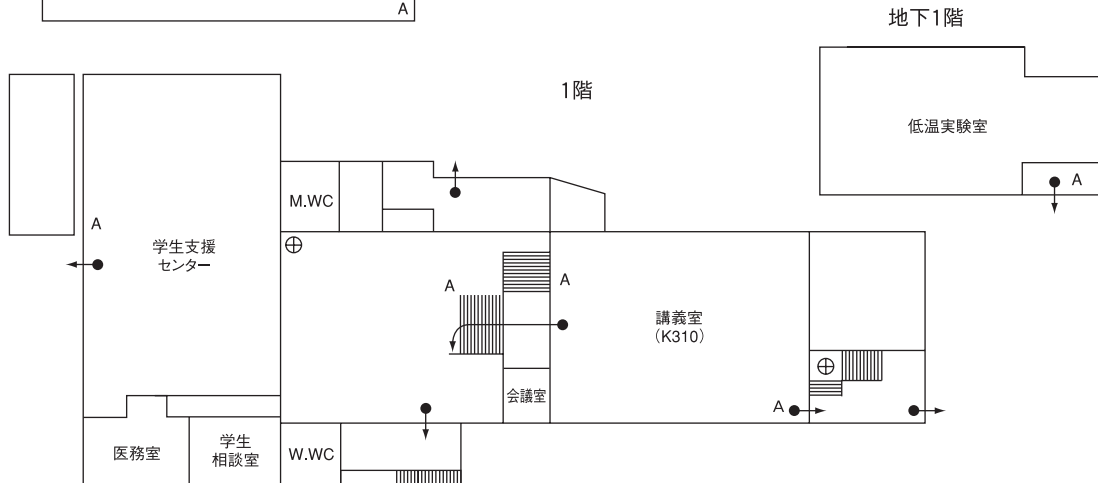 A
地下1階
1階
低温実験室
A
M.WC
A
学生支援
センター
A
A
講義室
(K310)
会議室
A
医務室
学生
相談室
W.WC